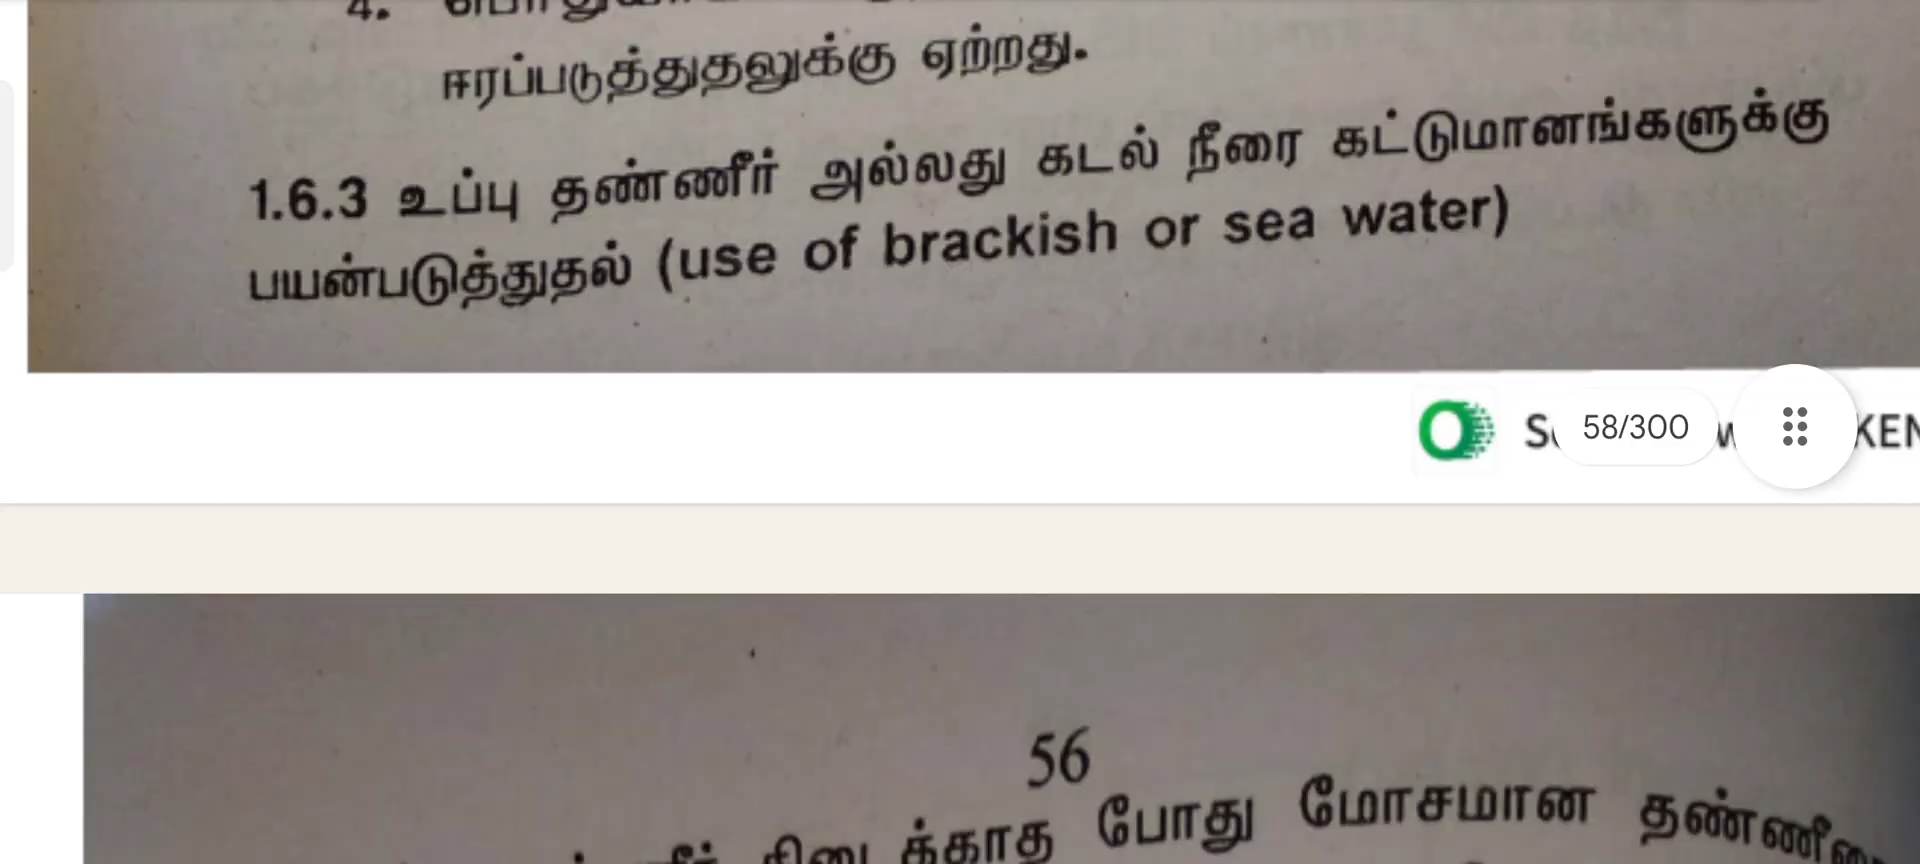 4.
ஈரப்படுத்துதலுக்கு ஏற்றது.
1.6.3 உப்பு தண்ணீர் அல்லது கடல் நீரை கட்டுமானங்களுக்கு
பயன்படுத்துதல் (use of brackish or sea water)
58/300
56
கிடைக்காத போது மோசமான